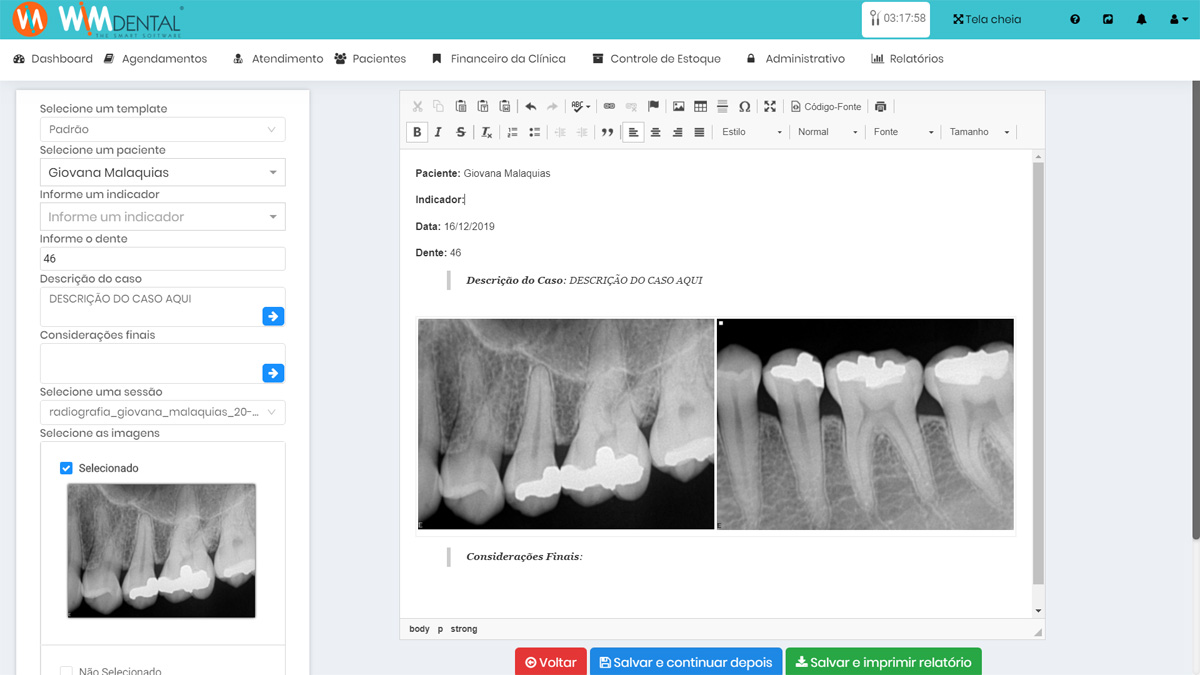 WIMDENTAL
THE SMART SOFTWARE
03:17:58
Tela cheia
Dashboard
Agendamentos
Atendimento
Pacientes
Financeiro da Clínica
Controle de Estoque
Administrativo
Relatórios
Selecione um template
Padrão
Selecione um paciente
Giovana Malaquias
Informe um indicador
Informe um indicador
Informe o dente
46
Descrição do caso
DESCRIÇÃO DO CASO AQUI
Considerações finais
Selecione uma sessão
radiografia_giovana_malaquias_20-...
Selecione as imagens
Selecionado
Não Selecionado
ABC
Código-Fonte
B I S Ix
Estilo
Normal
Fonte
Tamanho
Paciente: Giovana Malaquias
Indicador:
Data: 16/12/2019
Dente: 46
Descrição do Caso: DESCRIÇÃO DO CASO AQUI
E
E
Considerações Finais:
body p strong
Voltar
Salvar e continuar depois
Salvar e imprimir relatório